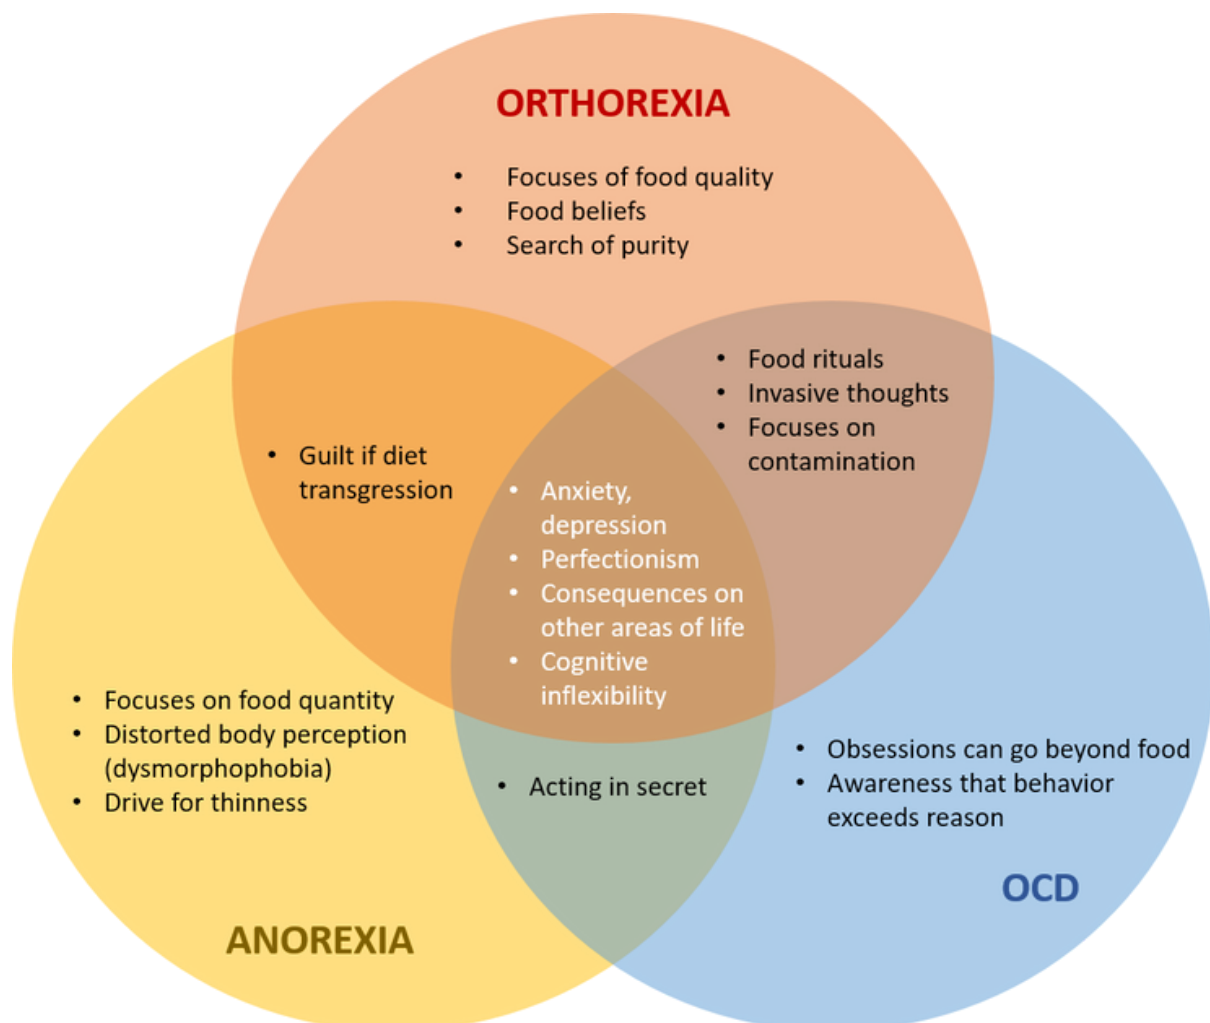 ORTHOREXIA
• Focuses of food quality
• Food beliefs
• Search of purity
• Food rituals
• Invasive thoughts
• Focuses on
contamination
• Guilt if diet
transgression
• Anxiety,
depression
• Perfectionism
• Consequences on
other areas of life
• Cognitive
inflexibility
• Focuses on food quantity
• Distorted body perception
(dysmorphophobia)
• Drive for thinness
• Acting in secret
• Obsessions can go beyond food
• Awareness that behavior
exceeds reason
OCD
ANOREXIA